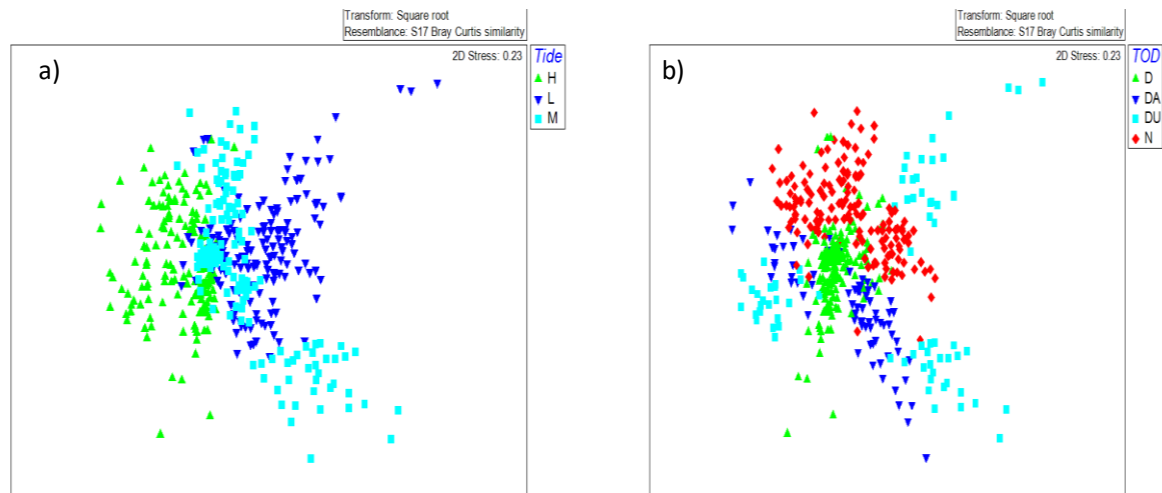 Transform: Square root
Resemblance: S17 Bray Curtis similarity
a)
2D Stress: 0.23
Tide
H
L
M
Transform: Square root
Resemblance: S17 Bray Curtis similarity
b)
2D Stress: 0.23
TOD
D
DA
DU
N